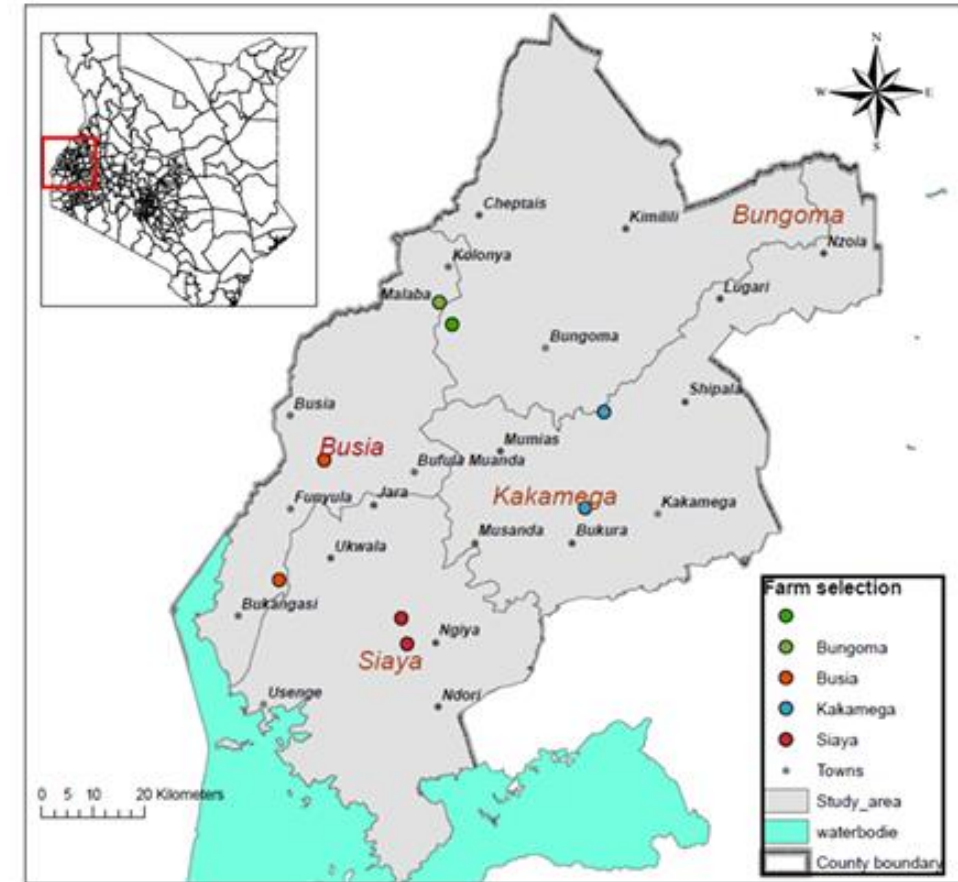 N
W E
S
Cheptais
Kimilili
Bungoma
Nzoia
Kolonya
Malaba
Lugari
Bungoma
Shipala
Busia
Mumias
Busia
Bufula Muanda
Kakamega
Funyula
Jara
Kakamega
Musanda
Bukura
Ukwala
Bukangasi
Ngiya
Siaya
Usenge
Ndori
0 5 10 20 Kilometers
Farm selection
Bungoma
Busia
Kakamega
Siaya
Towns
Study_area
waterbodie
County boundary